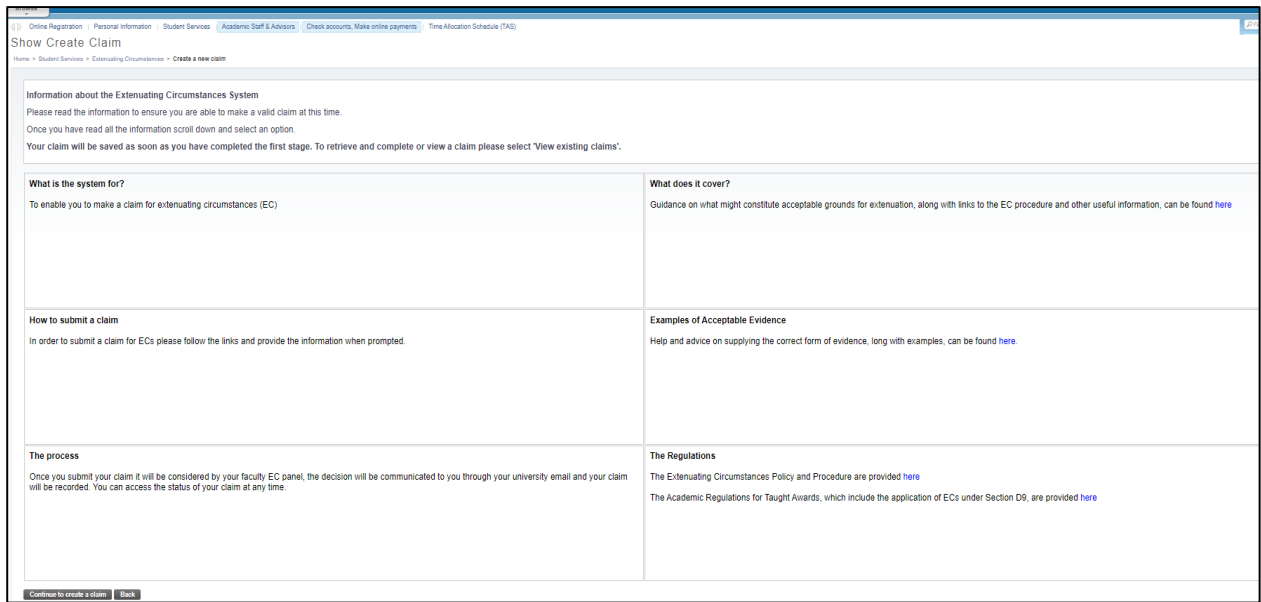 Online Registration | Personal Information | Student Services | Academic Staff & Advisors | Check accounts, Make online payments | Time Allocation Schedule (TAS)
Show Create Claim
Home > Student Services > Extenuating Circumstances > Create a new claim
Information about the Extenuating Circumstances System
Please read the information to ensure you are able to make a valid claim at this time.
Once you have read all the information scroll down and select an option.
Your claim will be saved as soon as you have completed the first stage. To retrieve and complete or view a claim please select 'View existing claims'.
What is the system for?
To enable you to make a claim for extenuating circumstances (EC)
What does it cover?
Guidance on what might constitute acceptable grounds for extenuation, along with links to the EC procedure and other useful information, can be found here
How to submit a claim
In order to submit a claim for ECs please follow the links and provide the information when prompted.
Examples of Acceptable Evidence
Help and advice on supplying the correct form of evidence, long with examples, can be found here.
The process
Once you submit your claim it will be considered by your faculty EC panel, the decision will be communicated to you through your university email and your claim
will be recorded. You can access the status of your claim at any time.
The Regulations
The Extenuating Circumstances Policy and Procedure are provided here
The Academic Regulations for Taught Awards, which include the application of ECs under Section D9, are provided here
Continue to create a claim Back